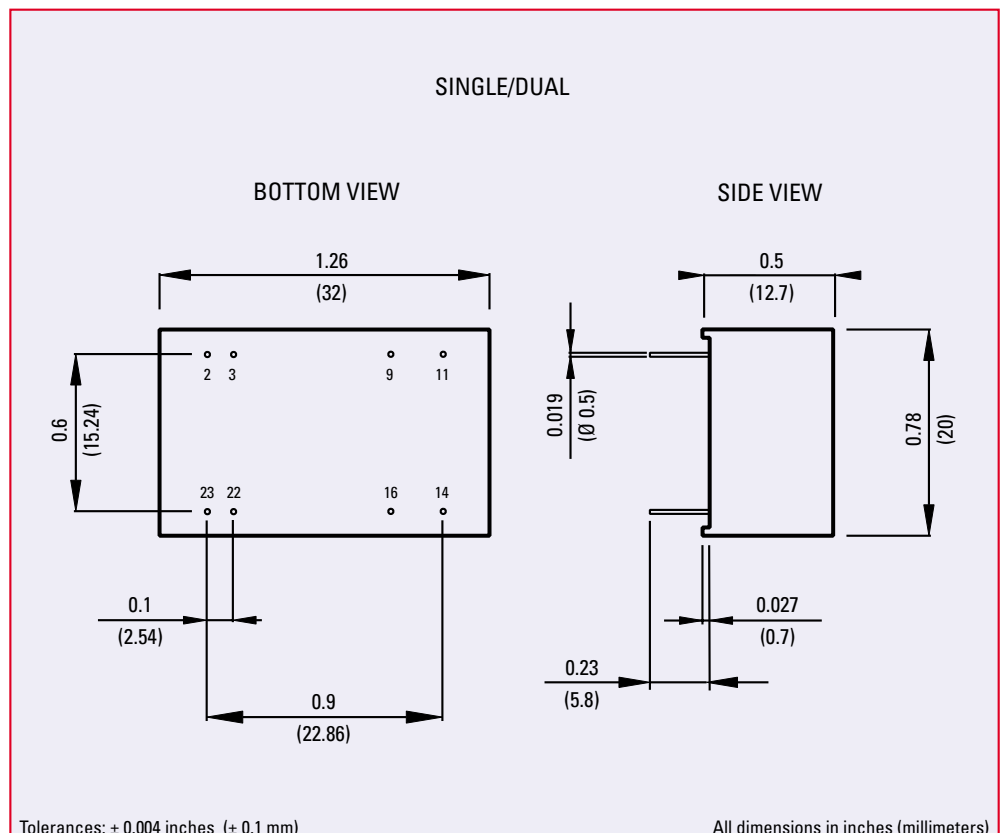 SINGLE/DUAL
BOTTOM VIEW
SIDE VIEW
1.26
(32)
0.5
(12.7)
2 3 9 11
0.6
(15.24)
0.019
(Ø 0.5)
0.78
(20)
23 22 16 14
0.1
(2.54)
0.027
(0.7)
0.23
(5.8)
0.9
(22.86)
Tolerances: ± 0.004 inches (± 0.1 mm)
All dimensions in inches (millimeters)